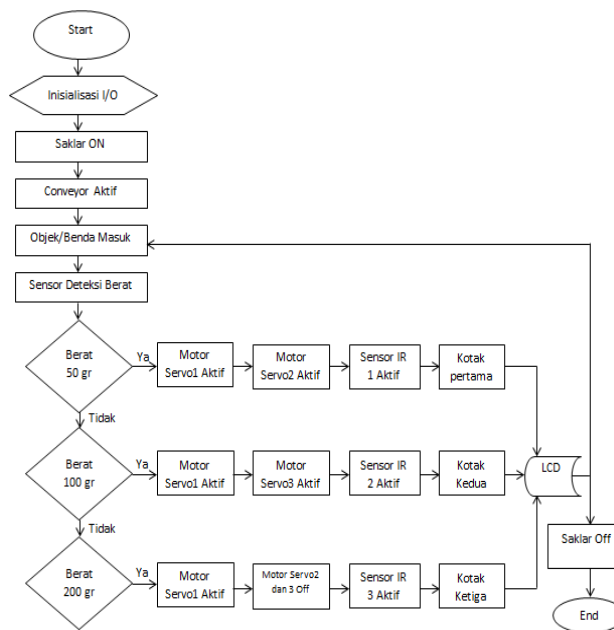 Start
Inisialisasi I/O
Saklar ON
Conveyor Aktif
Objek/Benda Masuk
Sensor Deteksi Berat
Berat
50 gr
Ya
Motor
Servo1 Aktif
Motor
Servo2 Aktif
Sensor IR
1 Aktif
Kotak
pertama
Tidak
Berat
100 gr
Ya
Motor
Servo1 Aktif
Motor
Servo3 Aktif
Sensor IR
2 Aktif
Kotak
Kedua
LCD
Tidak
Saklar Off
Berat
200 gr
Ya
Motor
Servo1 Aktif
Motor Servo2
dan 3 Off
Sensor IR
3 Aktif
Kotak
Ketiga
End